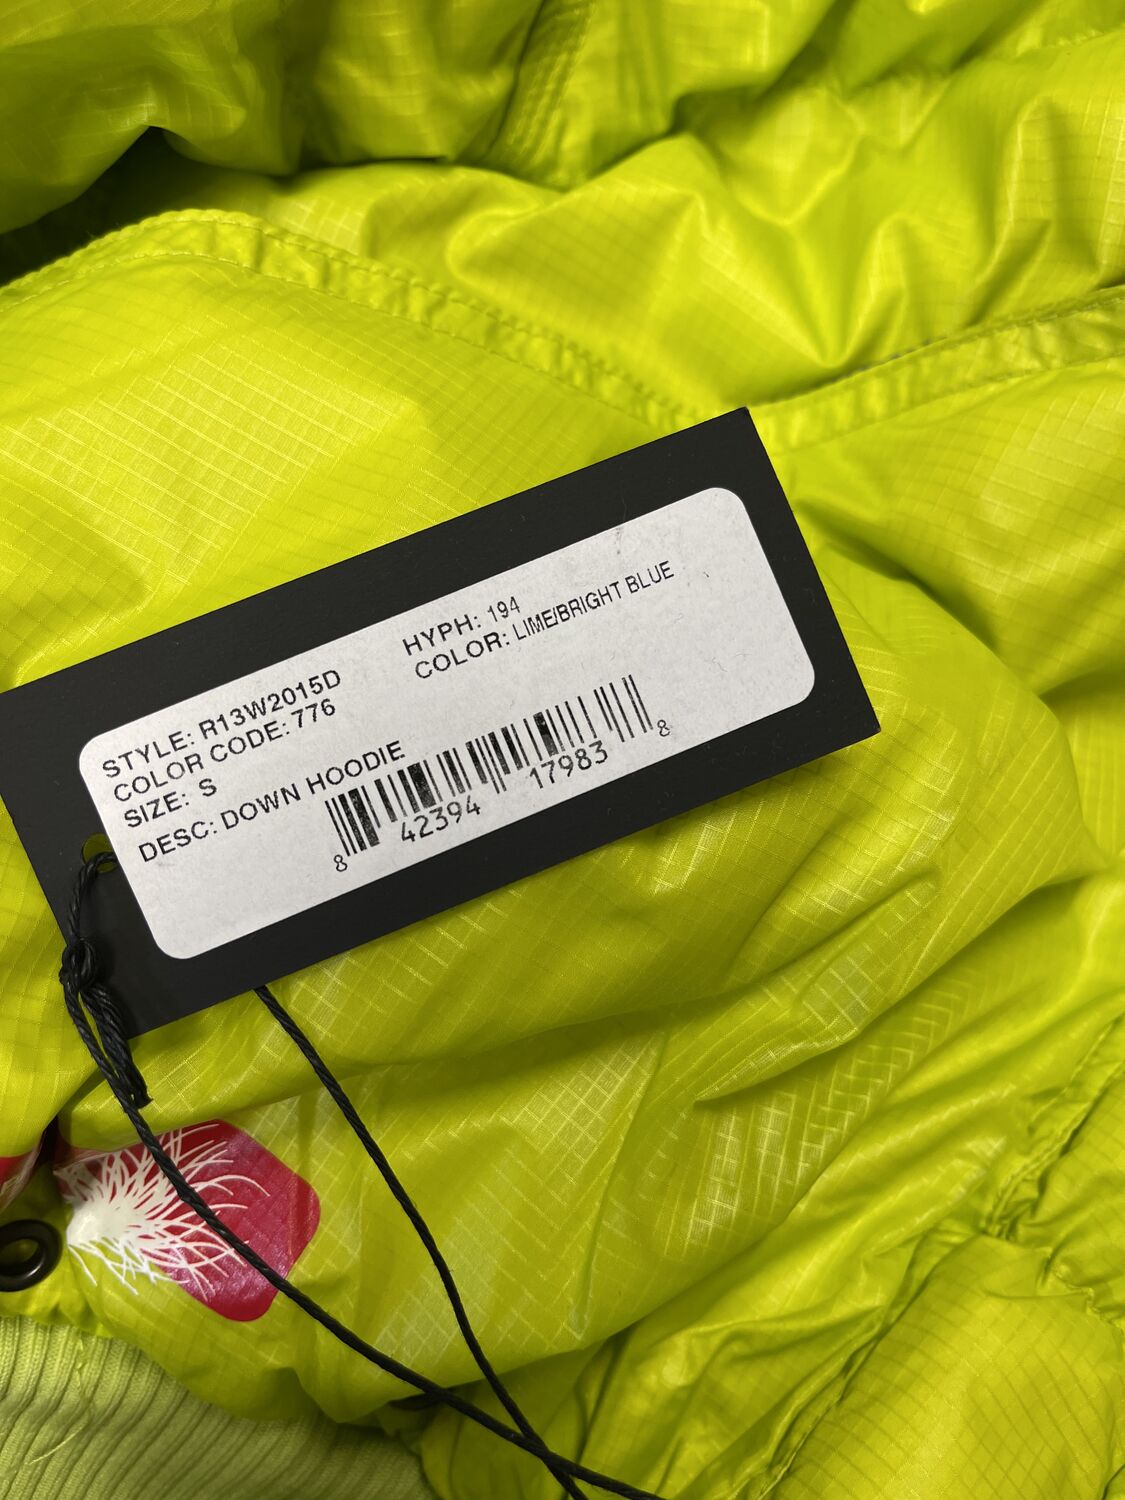 STYLE: R13W2015D
HYPH: 194
COLOR CODE: 776
COLOR: LIME/BRIGHT BLUE
SIZE: S
DESC: DOWN HOODIE
8 42394 17983 8